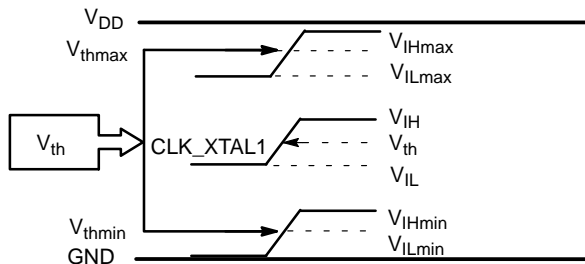 VDD
Vthmax
VIHmax
VILmax
Vth
CLK_XTAL1
VIH
Vth
VIL
Vthmin
VIHmin
VILmin
GND